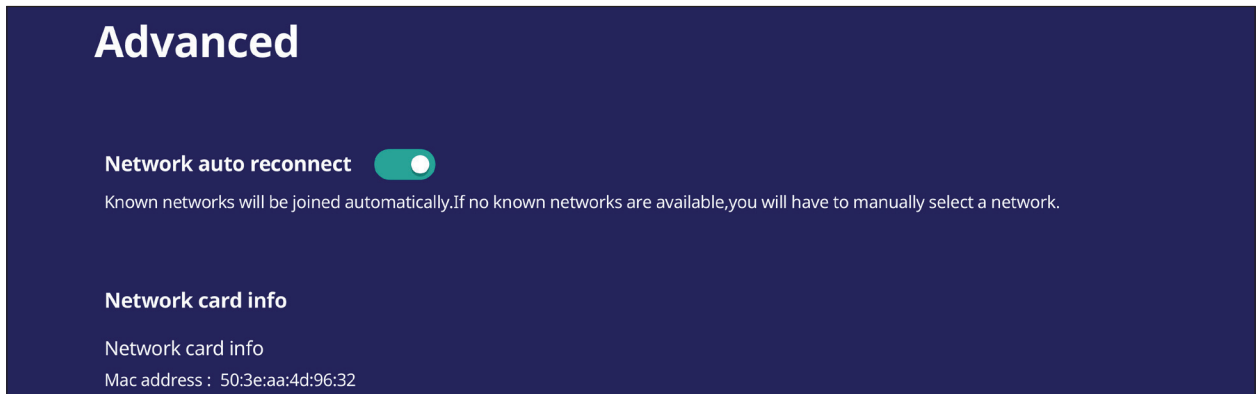 Advanced
Network auto reconnect
Known networks will be joined automatically.If no known networks are available,you will have to manually select a network.
Network card info
Network card info
Mac address :  50:3e:aa:4d:96:32